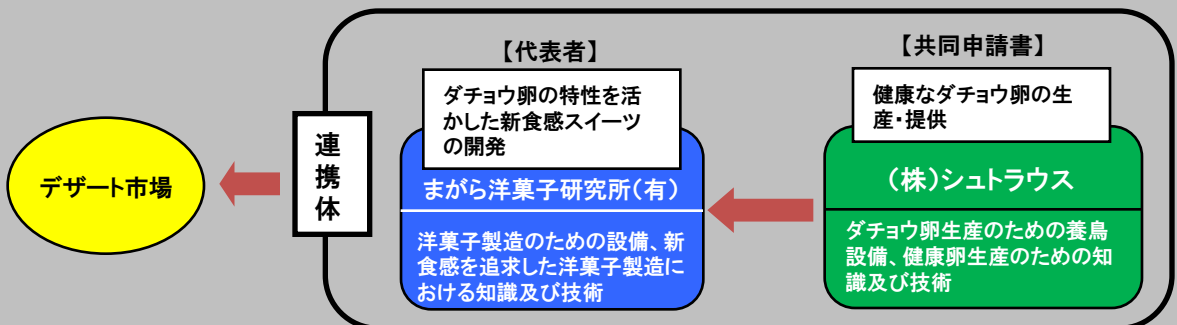 【代表者】
ダチョウ卵の特性を活
かした新食感スイーツ
の開発
まがら洋菓子研究所(有)
洋菓子製造のための設備、新
食感を追求した洋菓子製造に
おける知識及び技術
【共同申請書】
健康なダチョウ卵の生
産・提供
(株)シュトラウス
ダチョウ卵生産のための養鳥
設備、健康卵生産のための知
識及び技術
連携体
デザート市場